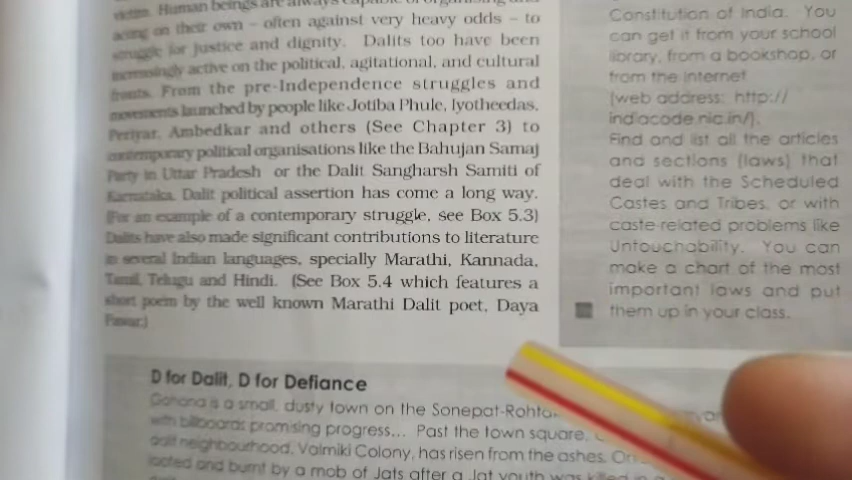 victim. Human beings are always capable of organising and
acting on their own – often against very heavy odds – to
struggle for justice and dignity. Dalits too have been
increasingly active on the political, agitational, and cultural
fronts. From the pre-Independence struggles and
movements launched by people like Jotiba Phule, Iyotheedas,
Periyar, Ambedkar and others (See Chapter 3) to
contemporary political organisations like the Bahujan Samaj
Party in Uttar Pradesh or the Dalit Sangharsh Samiti of
Karnataka, Dalit political assertion has come a long way.
(For an example of a contemporary struggle, see Box 5.3)
Dalits have also made significant contributions to literature
in several Indian languages, specially Marathi, Kannada,
Tamil, Telugu and Hindi. (See Box 5.4 which features a
short poem by the well known Marathi Dalit poet, Daya
Pawar.)
Constitution of India. You
can get it from your school
library, from a bookshop, or
from the Internet
(web address: http://
indiacode.nic.in/).
Find and list all the articles
and sections (laws) that
deal with the Scheduled
Castes and Tribes, or with
caste-related problems like
Untouchability. You can
make a chart of the most
important laws and put
them up in your class.
D for Dalit, D for Defiance
Gohana is a small, dusty town on the Sonepat-Rohta
with billboards promising progress... Past the town square,
dalit neighbourhood, Valmiki Colony, has risen from the ashes. On
looted and burnt by a mob of Jats after a Jat youth was killed in a